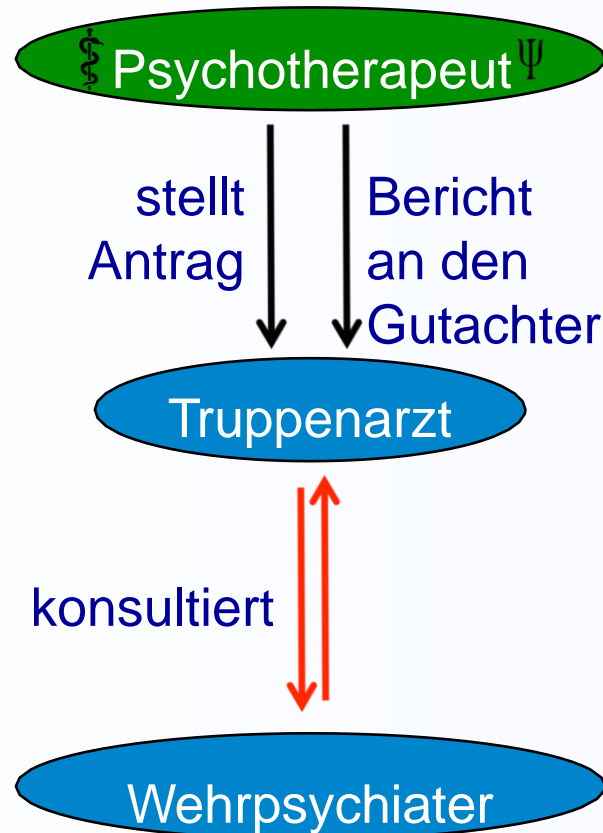 Psychotherapeut Ψ
stellt
Antrag
Bericht
an den
Gutachter
Truppenarzt
konsultiert
Wehrpsychiater